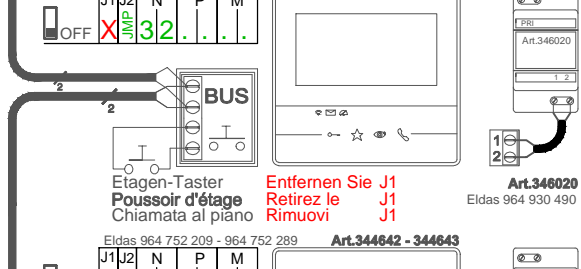 J1 J2 N P M
OFF X JMP 3 2 . . . .
PRI
Art.346020
1 2
2
BUS
2
1
2
Etagen-Taster Entfernen Sie J1
Poussoir d'étage Retirez le J1
Chiamata al piano Rimuovi J1
Art.346020
Eldas 964 930 490
Eldas 964 752 209 - 964 752 289 Art.344642 - 344643
J1 J2 N P M